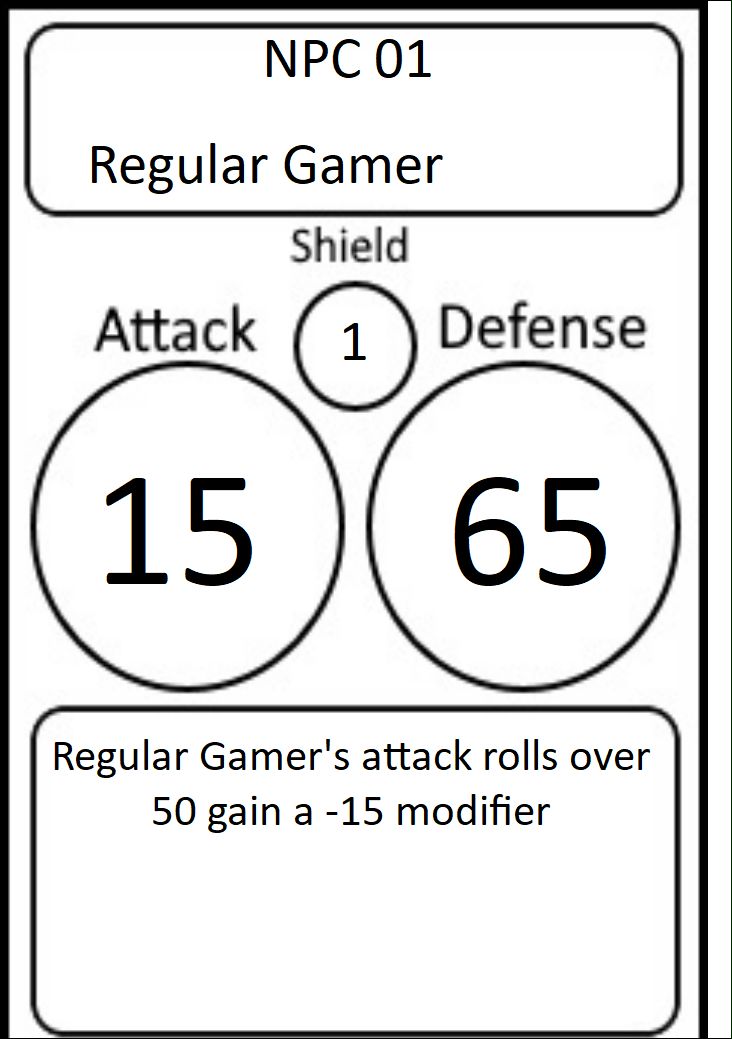 NPC 01
Regular Gamer
Shield
Attack
1
Defense
15
65
Regular Gamer's attack rolls over
50 gain a -15 modifier